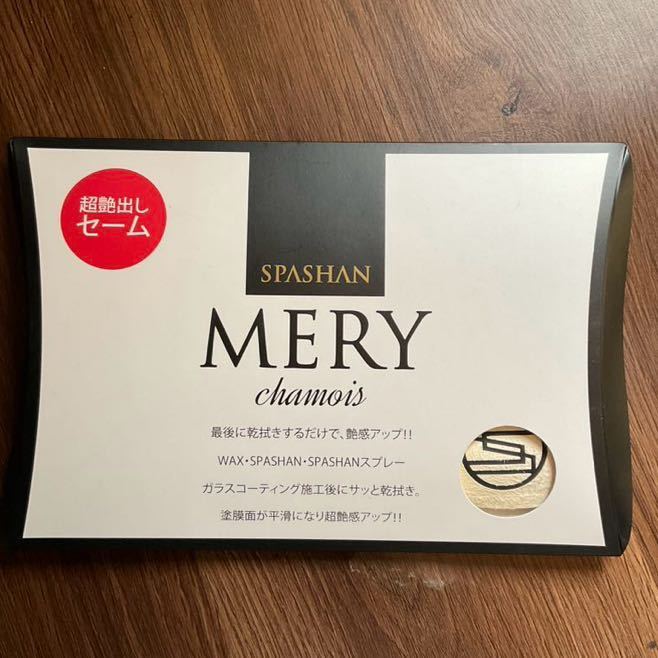 超艶出し
セーム
SPASHAN
MERY
chamois
最後に乾拭きするだけで、艶感アップ!!
WAX・SPASHAN・SPASHANスプレー
ガラスコーティング施工後にサッと乾拭き。
塗膜面が平滑になり超艶感アップ!!